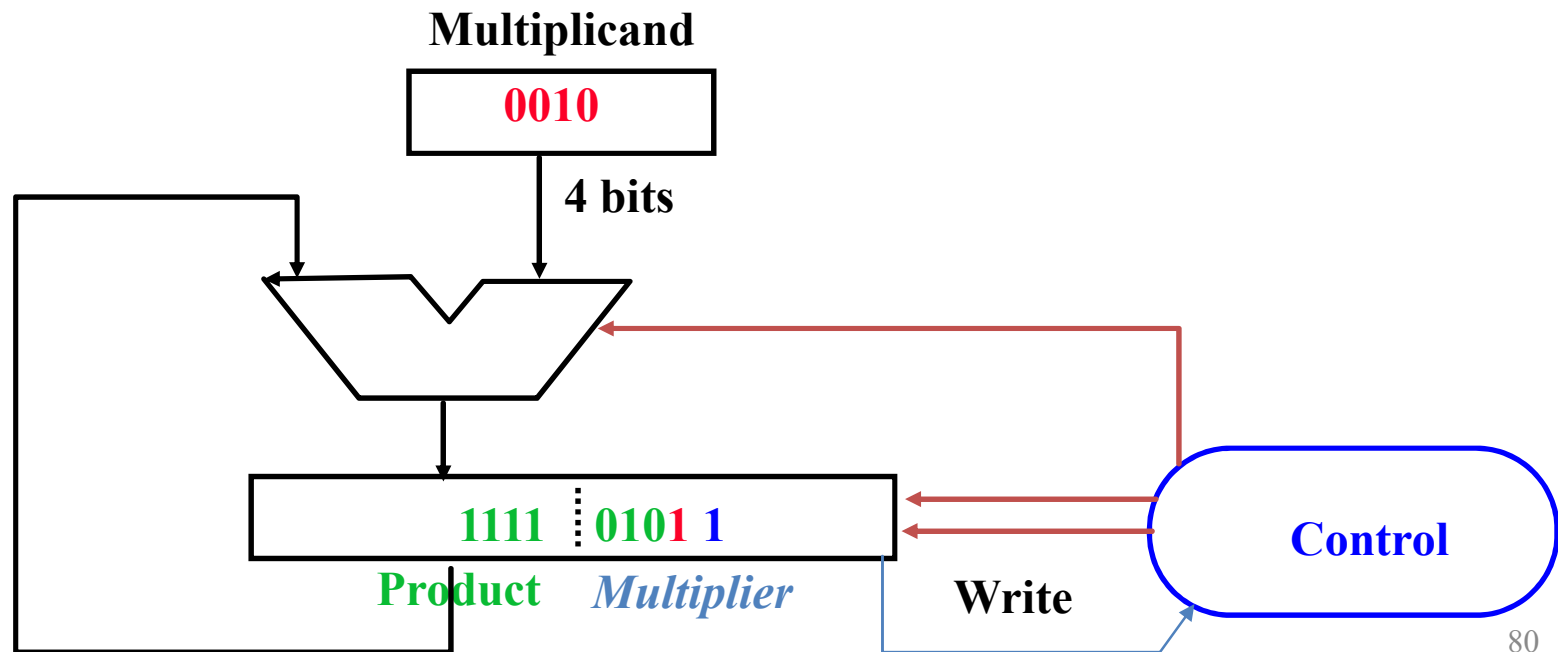 Multiplicand
0010
4 bits
1111 0101 1
Control
Product Multiplier
Write
80